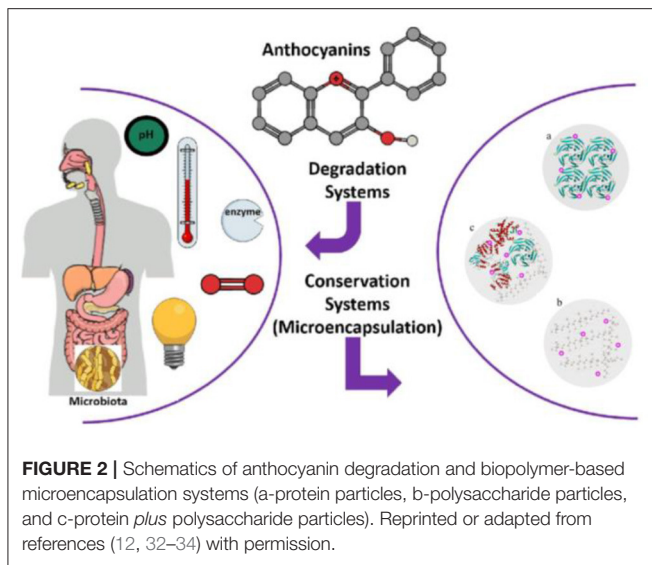 Anthocyanins
pH
enzyme
Degradation
Systems
Conservation
Systems
(Microencapsulation)
Microbiota
a
c
b
FIGURE 2 | Schematics of anthocyanin degradation and biopolymer-based
microencapsulation systems (a-protein particles, b-polysaccharide particles,
and c-protein plus polysaccharide particles). Reprinted or adapted from
references (12, 32–34) with permission.